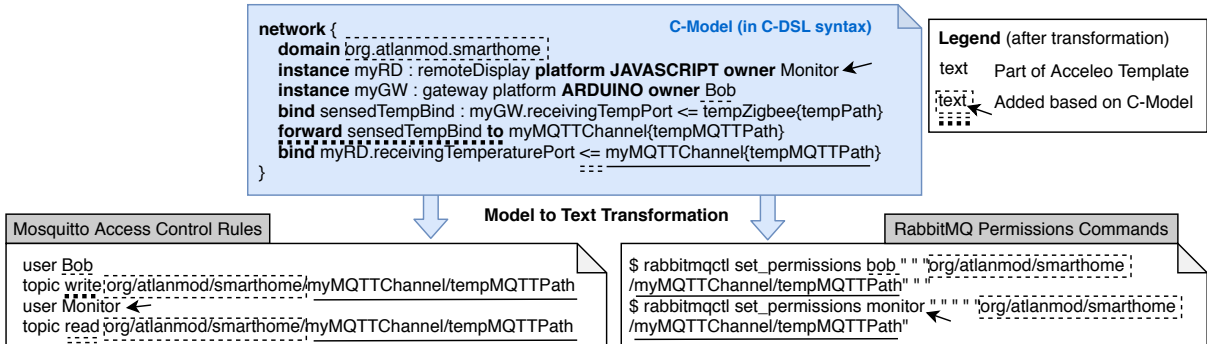 network {
C-Model (in C-DSL syntax)
domain org.atlanmod.smarthome
instance myRD : remoteDisplay platform JAVASCRIPT owner Monitor
instance myGW : gateway platform ARDUINO owner Bob
bind sensedTempBind : myGW.receivingTempPort <= tempZigbee{tempPath}
forward sensedTempBind to myMQTTChannel{tempMQTTPath}
bind myRD.receivingTemperaturePort <= myMQTTChannel{tempMQTTPath}
}
Legend (after transformation)
text Part of Acceleo Template
text Added based on C-Model
Model to Text Transformation
Mosquitto Access Control Rules
user Bob
topic write org/atlanmod/smarthome/myMQTTChannel/tempMQTTPath
user Monitor
topic read org/atlanmod/smarthome/myMQTTChannel/tempMQTTPath
RabbitMQ Permissions Commands
$ rabbitmqctl set_permissions bob " " "org/atlanmod/smarthome
/myMQTTChannel/tempMQTTPath" " "
$ rabbitmqctl set_permissions monitor " " " " "org/atlanmod/smarthome
/myMQTTChannel/tempMQTTPath"